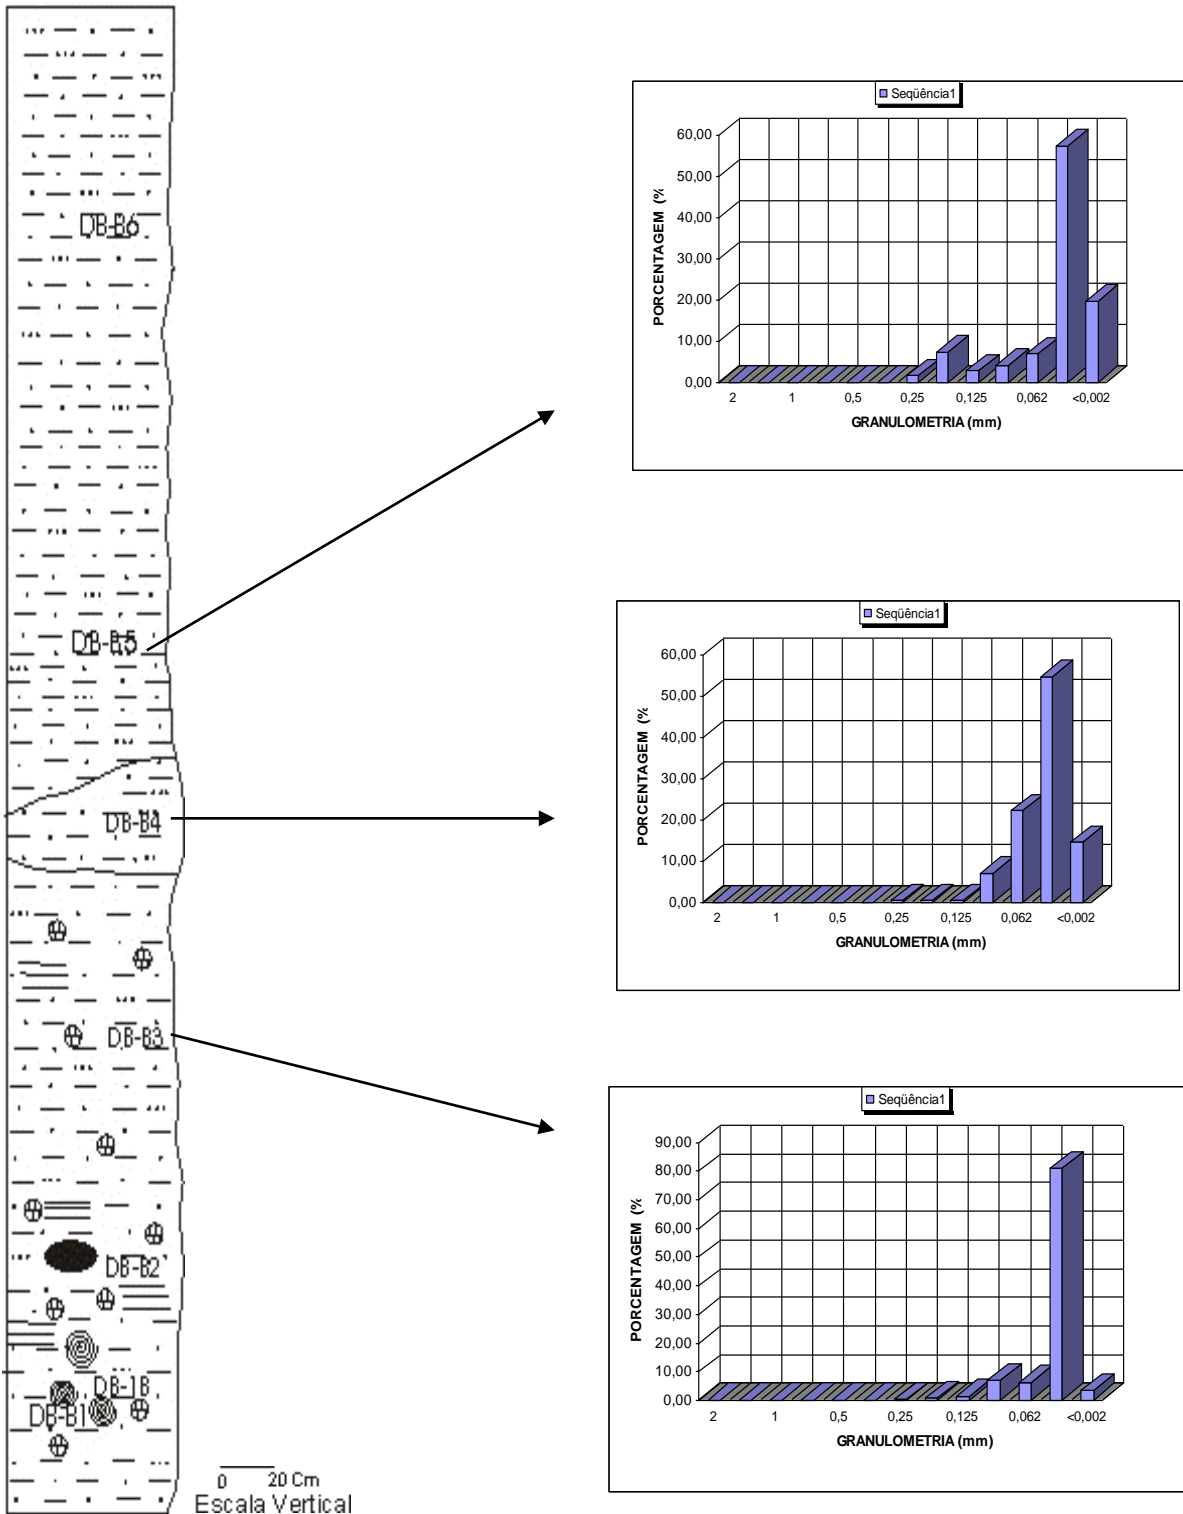 DB-B6
DB-B5
DB-B4
DB-B3
DB-B2
DB-1B
DB-B1
0 20 Cm
Escala Vertical
Seqüência1
PORCENTAGEM (%
60,00
50,00
40,00
30,00
20,00
10,00
0,00
2 1 0,5 0,25 0,125 0,062 <0,002
GRANULOMETRIA (mm)
Seqüência1
PORCENTAGEM (%
60,00
50,00
40,00
30,00
20,00
10,00
0,00
2 1 0,5 0,25 0,125 0,062 <0,002
GRANULOMETRIA (mm)
Seqüência1
PORCENTAGEM (%
90,00
80,00
70,00
60,00
50,00
40,00
30,00
20,00
10,00
0,00
2 1 0,5 0,25 0,125 0,062 <0,002
GRANULOMETRIA (mm)